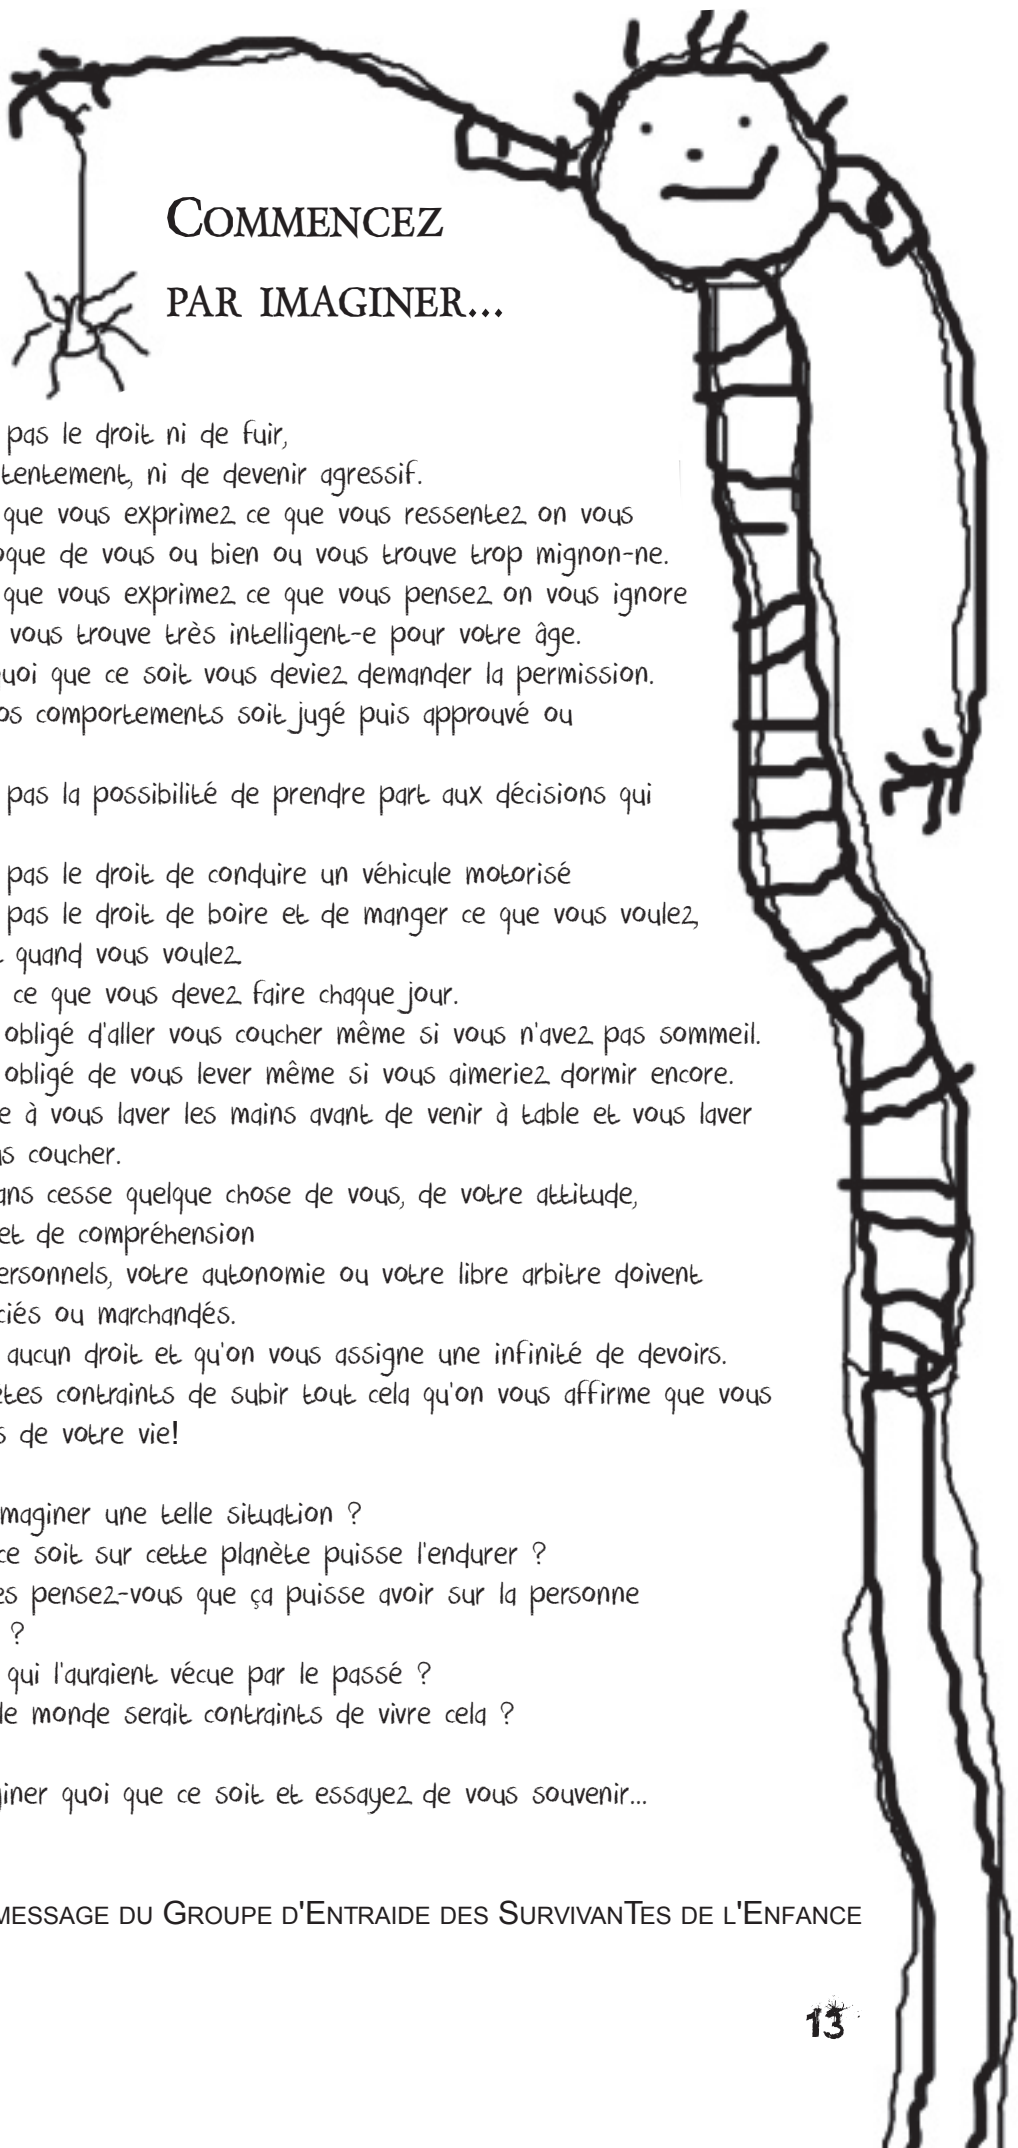 COMMENCEZ
PAR IMAGINER...
pas le droit ni de fuir,
tentement, ni de devenir agressif.
que vous exprimez ce que vous ressentez on vous
oque de vous ou bien ou vous trouve trop mignon-ne.
que vous exprimez ce que vous pensez on vous ignore
vous trouve très intelligent-e pour votre âge.
uoi que ce soit vous deviez demander la permission.
os comportements soit jugé puis approuvé ou
pas la possibilité de prendre part aux décisions qui
pas le droit de conduire un véhicule motorisé
pas le droit de boire et de manger ce que vous voulez,
quand vous voulez
ce que vous devez faire chaque jour.
obligé d'aller vous coucher même si vous n'avez pas sommeil.
obligé de vous lever même si vous aimeriez dormir encore.
e à vous laver les mains avant de venir à table et vous laver
s coucher.
ans cesse quelque chose de vous, de votre attitude,
et de compréhension
ersonnels, votre autonomie ou votre libre arbitre doivent
ciés ou marchandés.
aucun droit et qu'on vous assigne une infinité de devoirs.
êtes contraints de subir tout cela qu'on vous affirme que vous
s de votre vie!
maginer une telle situation ?
ce soit sur cette planète puisse l'endurer ?
es pensez-vous que ça puisse avoir sur la personne
?
qui l'auraient vécue par le passé ?
le monde serait contraints de vivre cela ?
giner quoi que ce soit et essayez de vous souvenir...
MESSAGE DU GROUPE D'ENTRAIDE DES SURVIVANTES DE L'ENFANCE
13